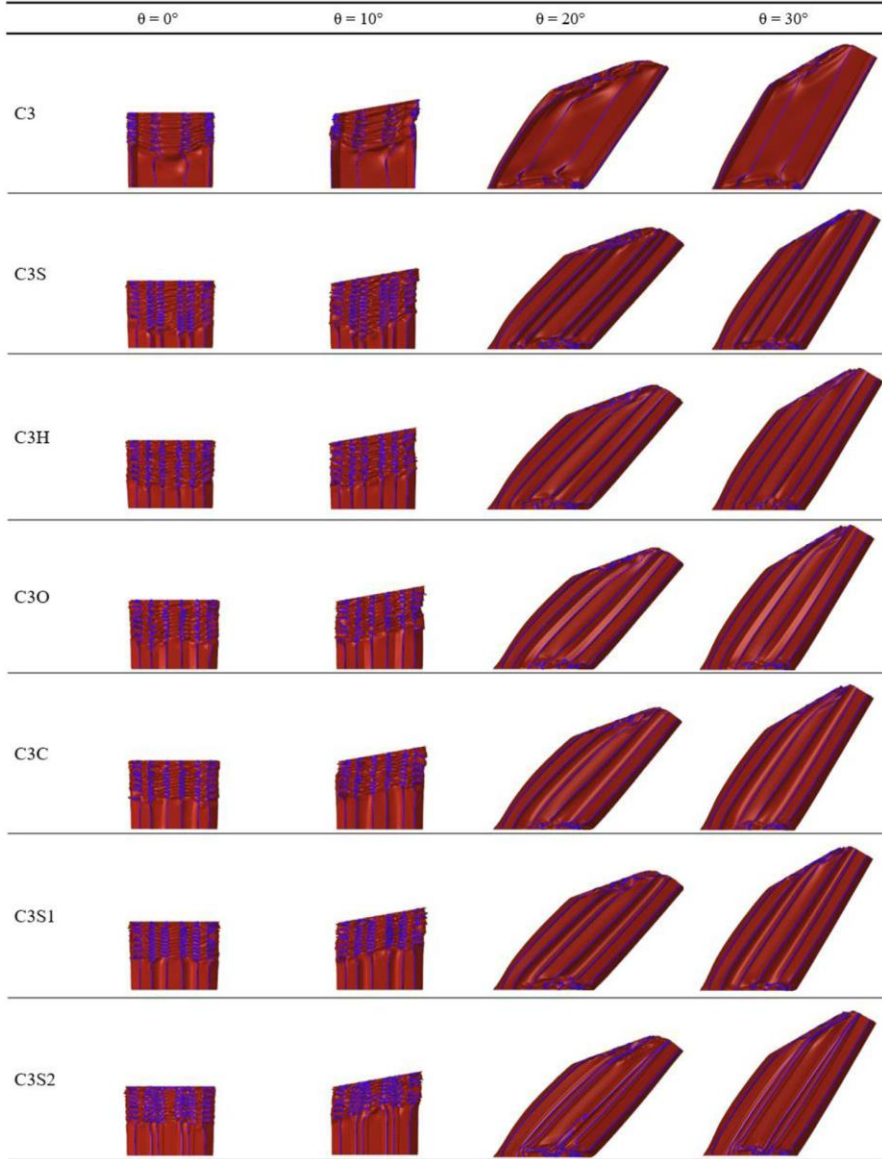 θ = 0° θ = 10° θ = 20° θ = 30°
C3
C3S
C3H
C3O
C3C
C3S1
C3S2